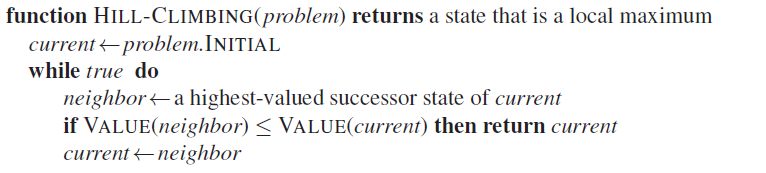 function HILL-CLIMBING(problem) returns a state that is a local maximum
current←problem.INITIAL
while true do
neighbor←a highest-valued successor state of current
if VALUE(neighbor) ≤ VALUE(current) then return current
current←neighbor